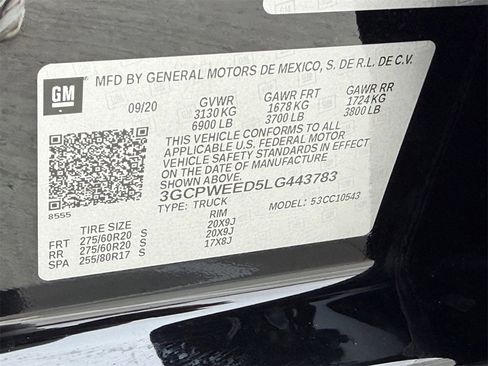 GM
MFD BY GENERAL MOTORS DE MEXICO, S. DE R.L. DE C.V.
09/20 GVWR GAWR FRT GAWR RR
3130 KG 1678 KG 1724 KG
6900 LB 3700 LB 3800 LB
THIS VEHICLE CONFORMS TO ALL
APPLICABLE U.S. FEDERAL MOTOR
VEHICLE SAFETY STANDARDS IN EFFECT
ON THE DATE OF MANUFACTURE
3GCPWEED5LG443783
8555
TYPE: TRUCK MODEL: 53CC10543
TIRE SIZE RIM
FRT 275/60R20 S 20X9J
RR 275/60R20 S 20X9J
SPA 255/80R17 S 17X8J